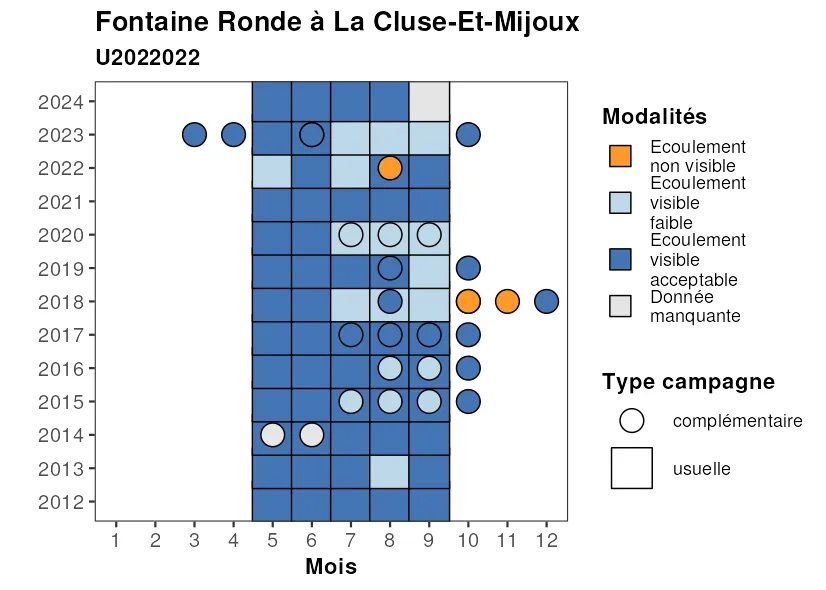 Fontaine Ronde à La Cluse-Et-Mijoux
U2022022
2024
2023
2022
2021
2020
2019
2018
2017
2016
2015
2014
2013
2012
1 2 3 4 5 6 7 8 9 10 11 12
Mois
Modalités
Ecoulement
non visible
Ecoulement
visible
faible
Ecoulement
visible
acceptable
Donnée
manquante
Type campagne
complémentaire
usuelle